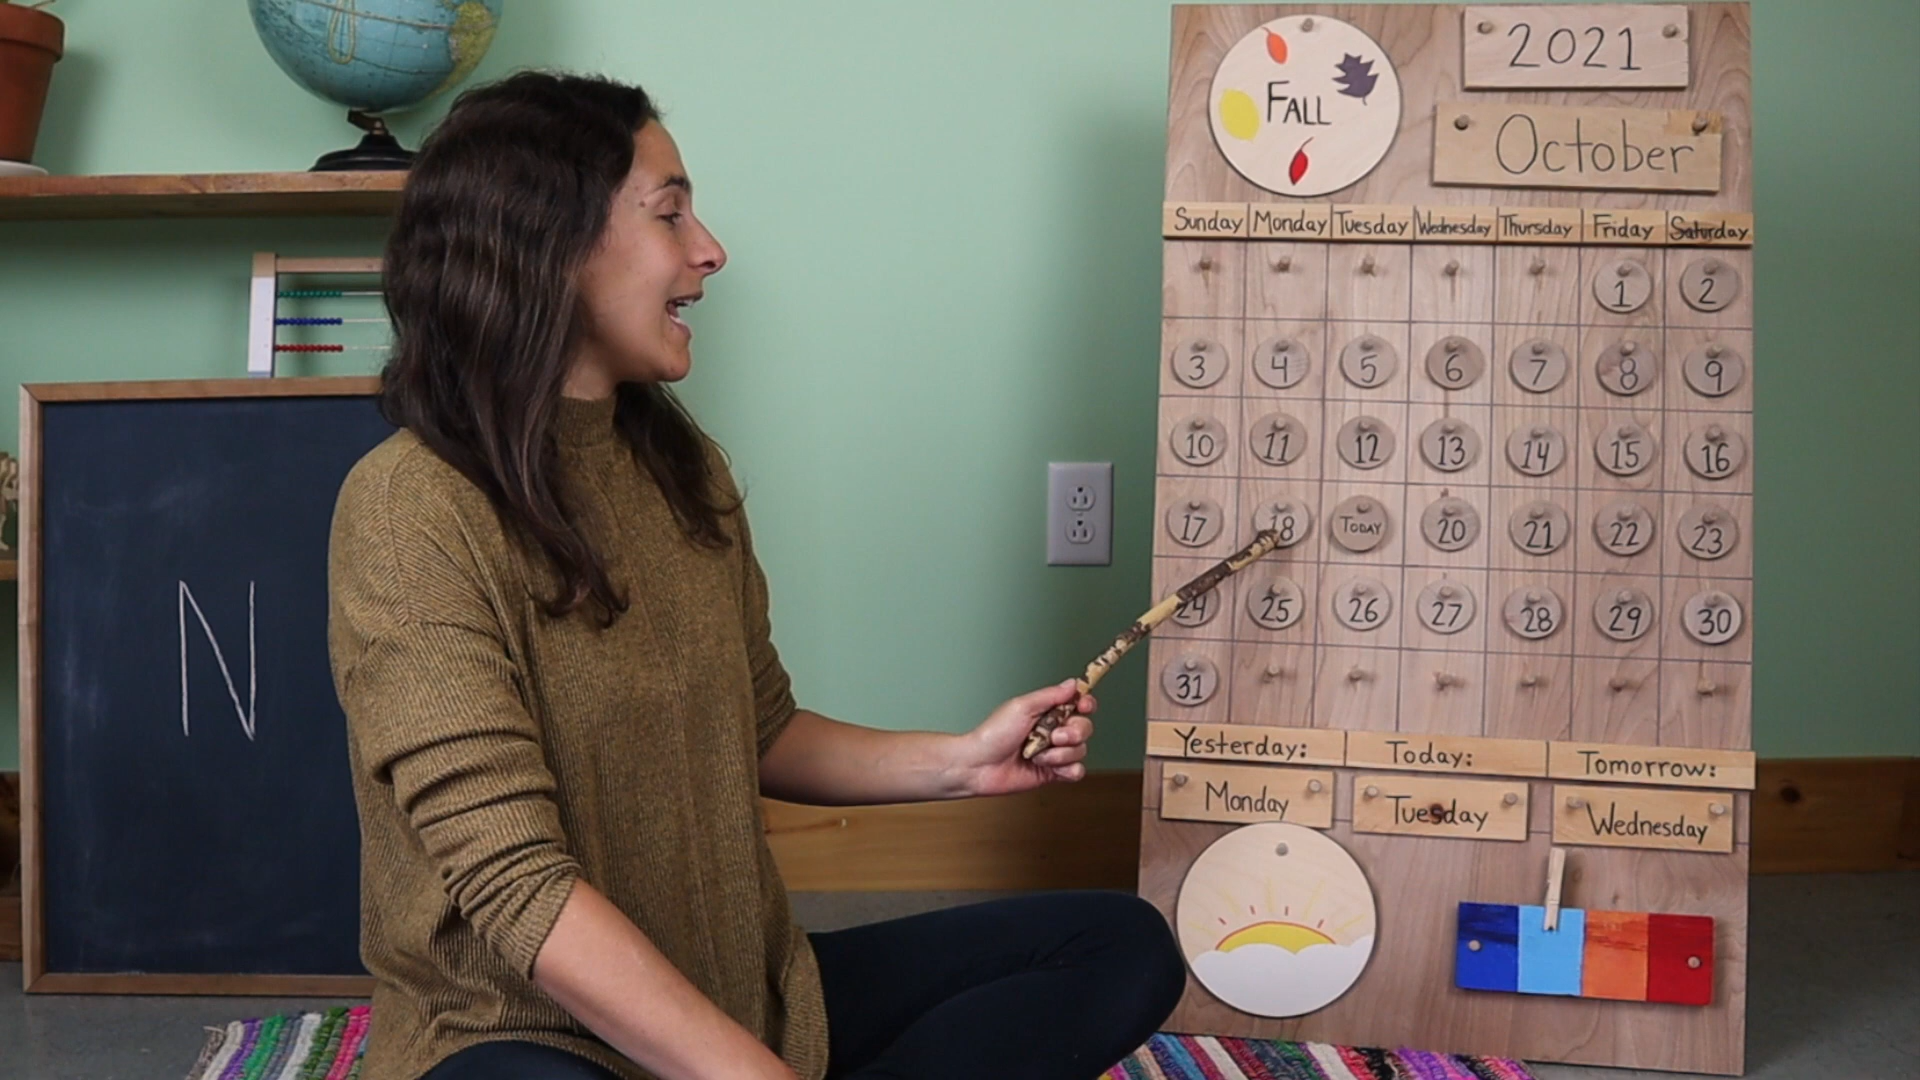 N
2021
FALL
October
Sunday Monday Tuesday Wednesday Thursday Friday Saturday
1 2
3 4 5 6 7 8 9
10 11 12 13 14 15 16
17 18 TODAY 20 21 22 23
24 25 26 27 28 29 30
31
Yesterday: Today: Tomorrow:
Monday Tuesday Wednesday